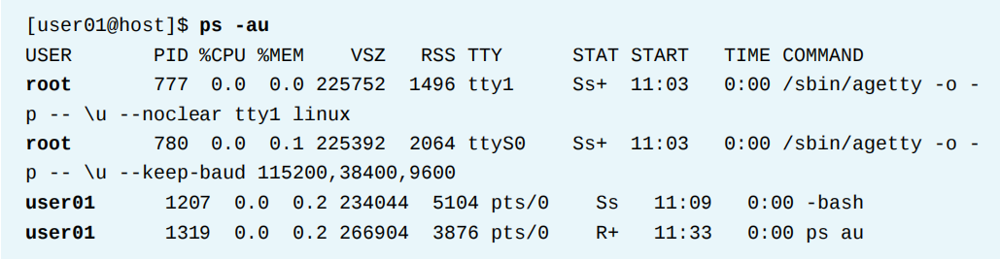 [user01@host]$ ps -au
USER       PID %CPU %MEM    VSZ   RSS TTY      STAT START   TIME COMMAND
root       777  0.0  0.0 225752  1496 tty1     Ss+  11:03   0:00 /sbin/agetty -o -
p -- \u --noclear tty1 linux
root       780  0.0  0.1 225392  2064 ttyS0    Ss+  11:03   0:00 /sbin/agetty -o -
p -- \u --keep-baud 115200,38400,9600
user01      1207  0.0  0.2 234044  5104 pts/0    Ss   11:09   0:00 -bash
user01      1319  0.0  0.2 266904  3876 pts/0    R+   11:33   0:00 ps au